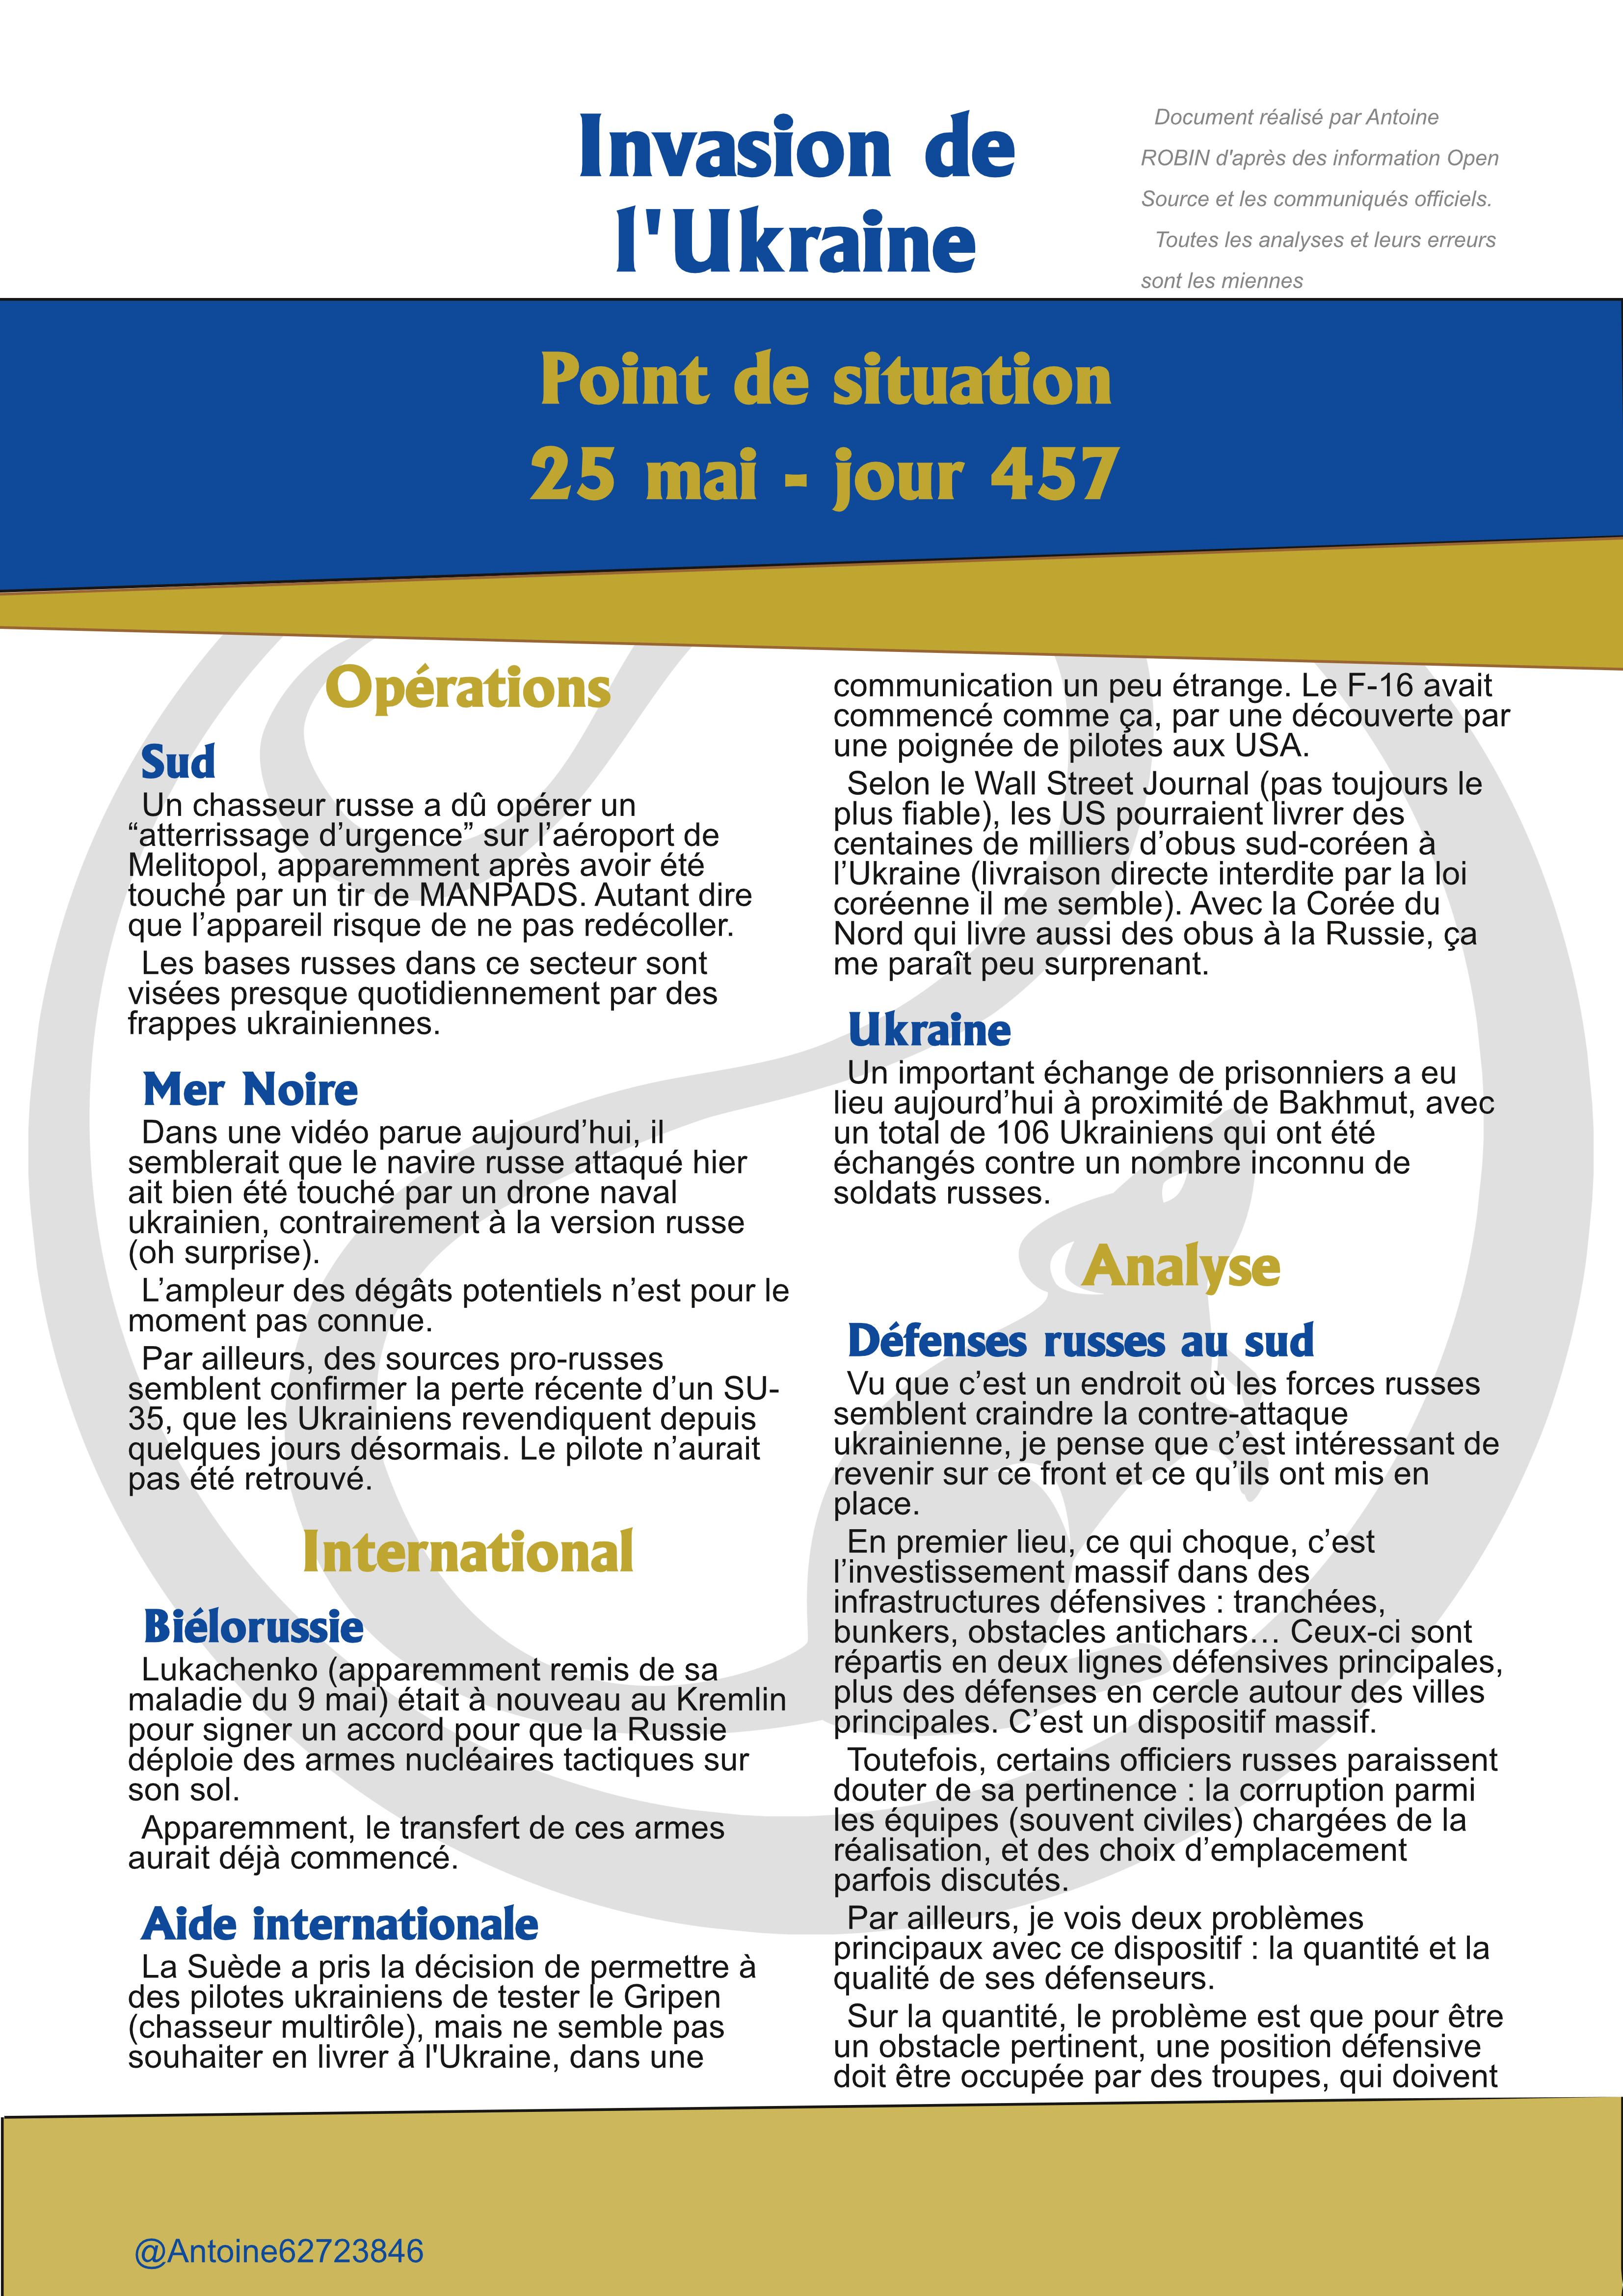 Invasion de
l'Ukraine
Document réalisé par Antoine
ROBIN d'après des information Open
Source et les communiqués officiels.
Toutes les analyses et leurs erreurs
sont les miennes
Point de situation
25 mai - jour 457
Opérations
Sud
Un chasseur russe a dû opérer un
“atterrissage d’urgence” sur l’aéroport de
Melitopol, apparemment après avoir été
touché par un tir de MANPADS. Autant dire
que l’appareil risque de ne pas redécoller.
Les bases russes dans ce secteur sont
visées presque quotidiennement par des
frappes ukrainiennes.
Mer Noire
Dans une vidéo parue aujourd’hui, il
semblerait que le navire russe attaqué hier
ait bien été touché par un drone naval
ukrainien, contrairement à la version russe
(oh surprise).
L’ampleur des dégâts potentiels n’est pour le
moment pas connue.
Par ailleurs, des sources pro-russes
semblent confirmer la perte récente d’un SU-
35, que les Ukrainiens revendiquent depuis
quelques jours désormais. Le pilote n’aurait
pas été retrouvé.
International
Biélorussie
Lukachenko (apparemment remis de sa
maladie du 9 mai) était à nouveau au Kremlin
pour signer un accord pour que la Russie
déploie des armes nucléaires tactiques sur
son sol.
Apparemment, le transfert de ces armes
aurait déjà commencé.
Aide internationale
La Suède a pris la décision de permettre à
des pilotes ukrainiens de tester le Gripen
(chasseur multirôle), mais ne semble pas
souhaiter en livrer à l'Ukraine, dans une
communication un peu étrange. Le F-16 avait
commencé comme ça, par une découverte par
une poignée de pilotes aux USA.
Selon le Wall Street Journal (pas toujours le
plus fiable), les US pourraient livrer des
centaines de milliers d’obus sud-coréen à
l’Ukraine (livraison directe interdite par la loi
coréenne il me semble). Avec la Corée du
Nord qui livre aussi des obus à la Russie, ça
me paraît peu surprenant.
Ukraine
Un important échange de prisonniers a eu
lieu aujourd’hui à proximité de Bakhmut, avec
un total de 106 Ukrainiens qui ont été
échangés contre un nombre inconnu de
soldats russes.
Analyse
Défenses russes au sud
Vu que c’est un endroit où les forces russes
semblent craindre la contre-attaque
ukrainienne, je pense que c’est intéressant de
revenir sur ce front et ce qu’ils ont mis en
place.
En premier lieu, ce qui choque, c’est
l’investissement massif dans des
infrastructures défensives : tranchées,
bunkers, obstacles antichars… Ceux-ci sont
répartis en deux lignes défensives principales,
plus des défenses en cercle autour des villes
principales. C’est un dispositif massif.
Toutefois, certains officiers russes paraissent
douter de sa pertinence : la corruption parmi
les équipes (souvent civiles) chargées de la
réalisation, et des choix d’emplacement
parfois discutés.
Par ailleurs, je vois deux problèmes
principaux avec ce dispositif : la quantité et la
qualité de ses défenseurs.
Sur la quantité, le problème est que pour être
un obstacle pertinent, une position défensive
doit être occupée par des troupes, qui doivent
@Antoine62723846